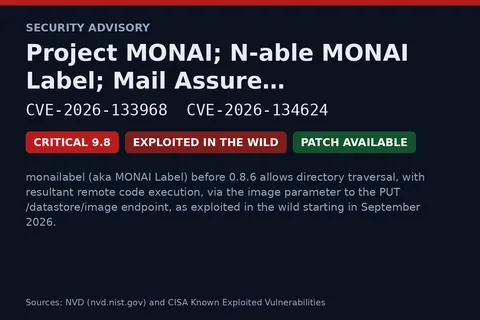 SECURITY ADVISORY
Project MONAI; N-able MONAI
Label; Mail Assure...
CVE-2026-133968 CVE-2026-134624
CRITICAL 9.8 EXPLOITED IN THE WILD PATCH AVAILABLE
monailabel (aka MONAI Label) before 0.8.6 allows directory traversal, with
resultant remote code execution, via the image parameter to the PUT
/datastore/image endpoint, as exploited in the wild starting in September
2026.
Sources: NVD (nvd.nist.gov) and CISA Known Exploited Vulnerabilities